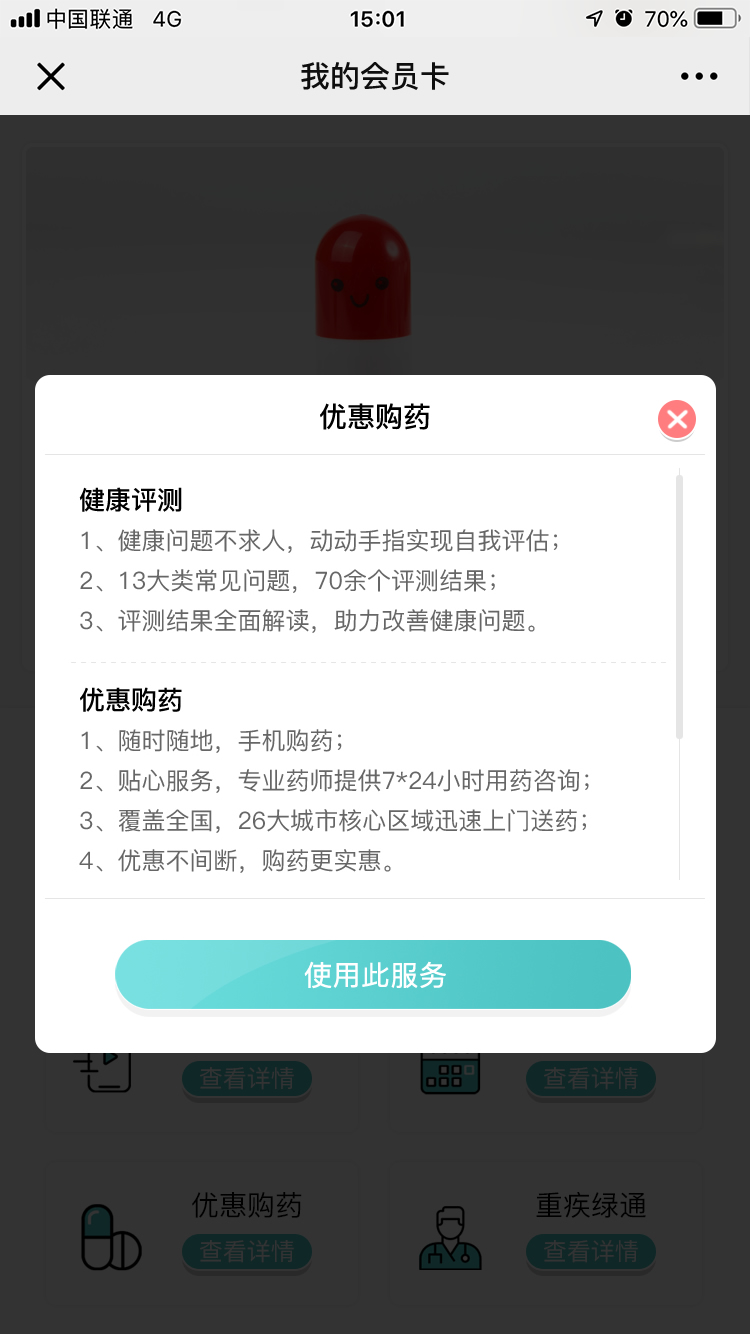 中国联通 4G 15:01 70%
我的会员卡
优惠购药
健康评测
1、健康问题不求人，动动手指实现自我评估；
2、13大类常见问题，70余个评测结果；
3、评测结果全面解读，助力改善健康问题。
优惠购药
1、随时随地，手机购药；
2、贴心服务，专业药师提供7*24小时用药咨询；
3、覆盖全国，26大城市核心区域迅速上门送药；
4、优惠不间断，购药更实惠。
使用此服务
查看详情 查看详情
优惠购药 重疾绿通
查看详情 查看详情